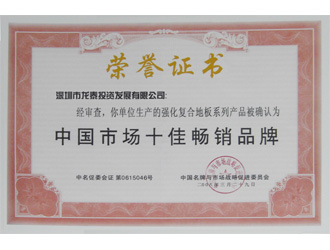 荣誉证书
深圳市龙泰投资发展有限公司:
经审查,你单位生产的强化复合地板系列产品被确认为
中国市场十佳畅销品牌
中名促委会证 第0615046号
中国名牌与市场战略促进委员会